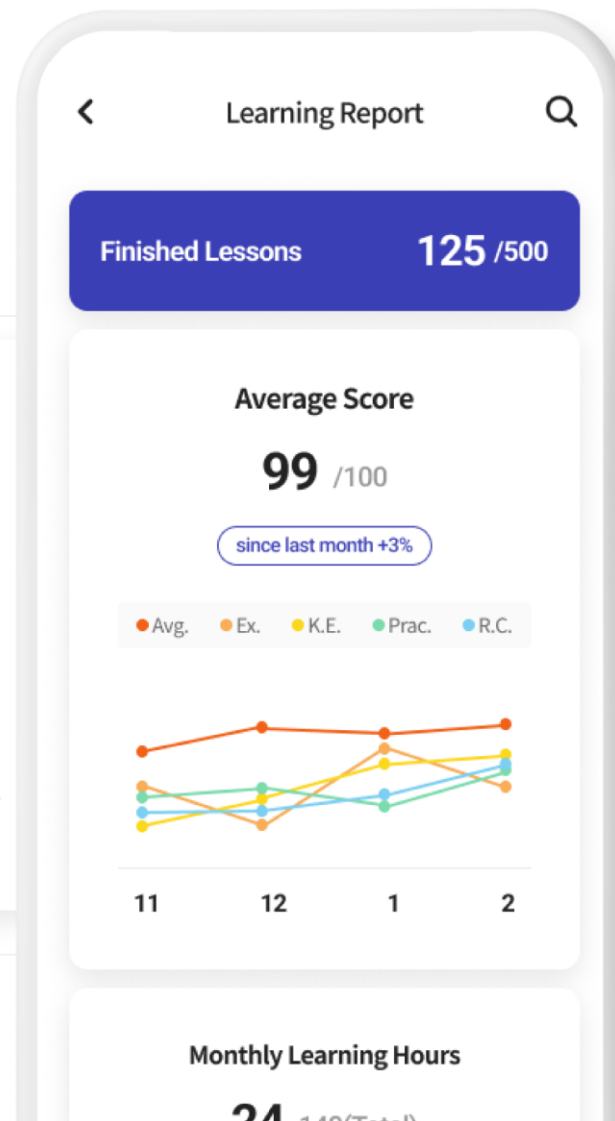 Learning Report
Finished Lessons 125 /500
Average Score
99 /100
since last month +3%
Avg. Ex. K.E. Prac. R.C.
11 12 1 2
Monthly Learning Hours
24